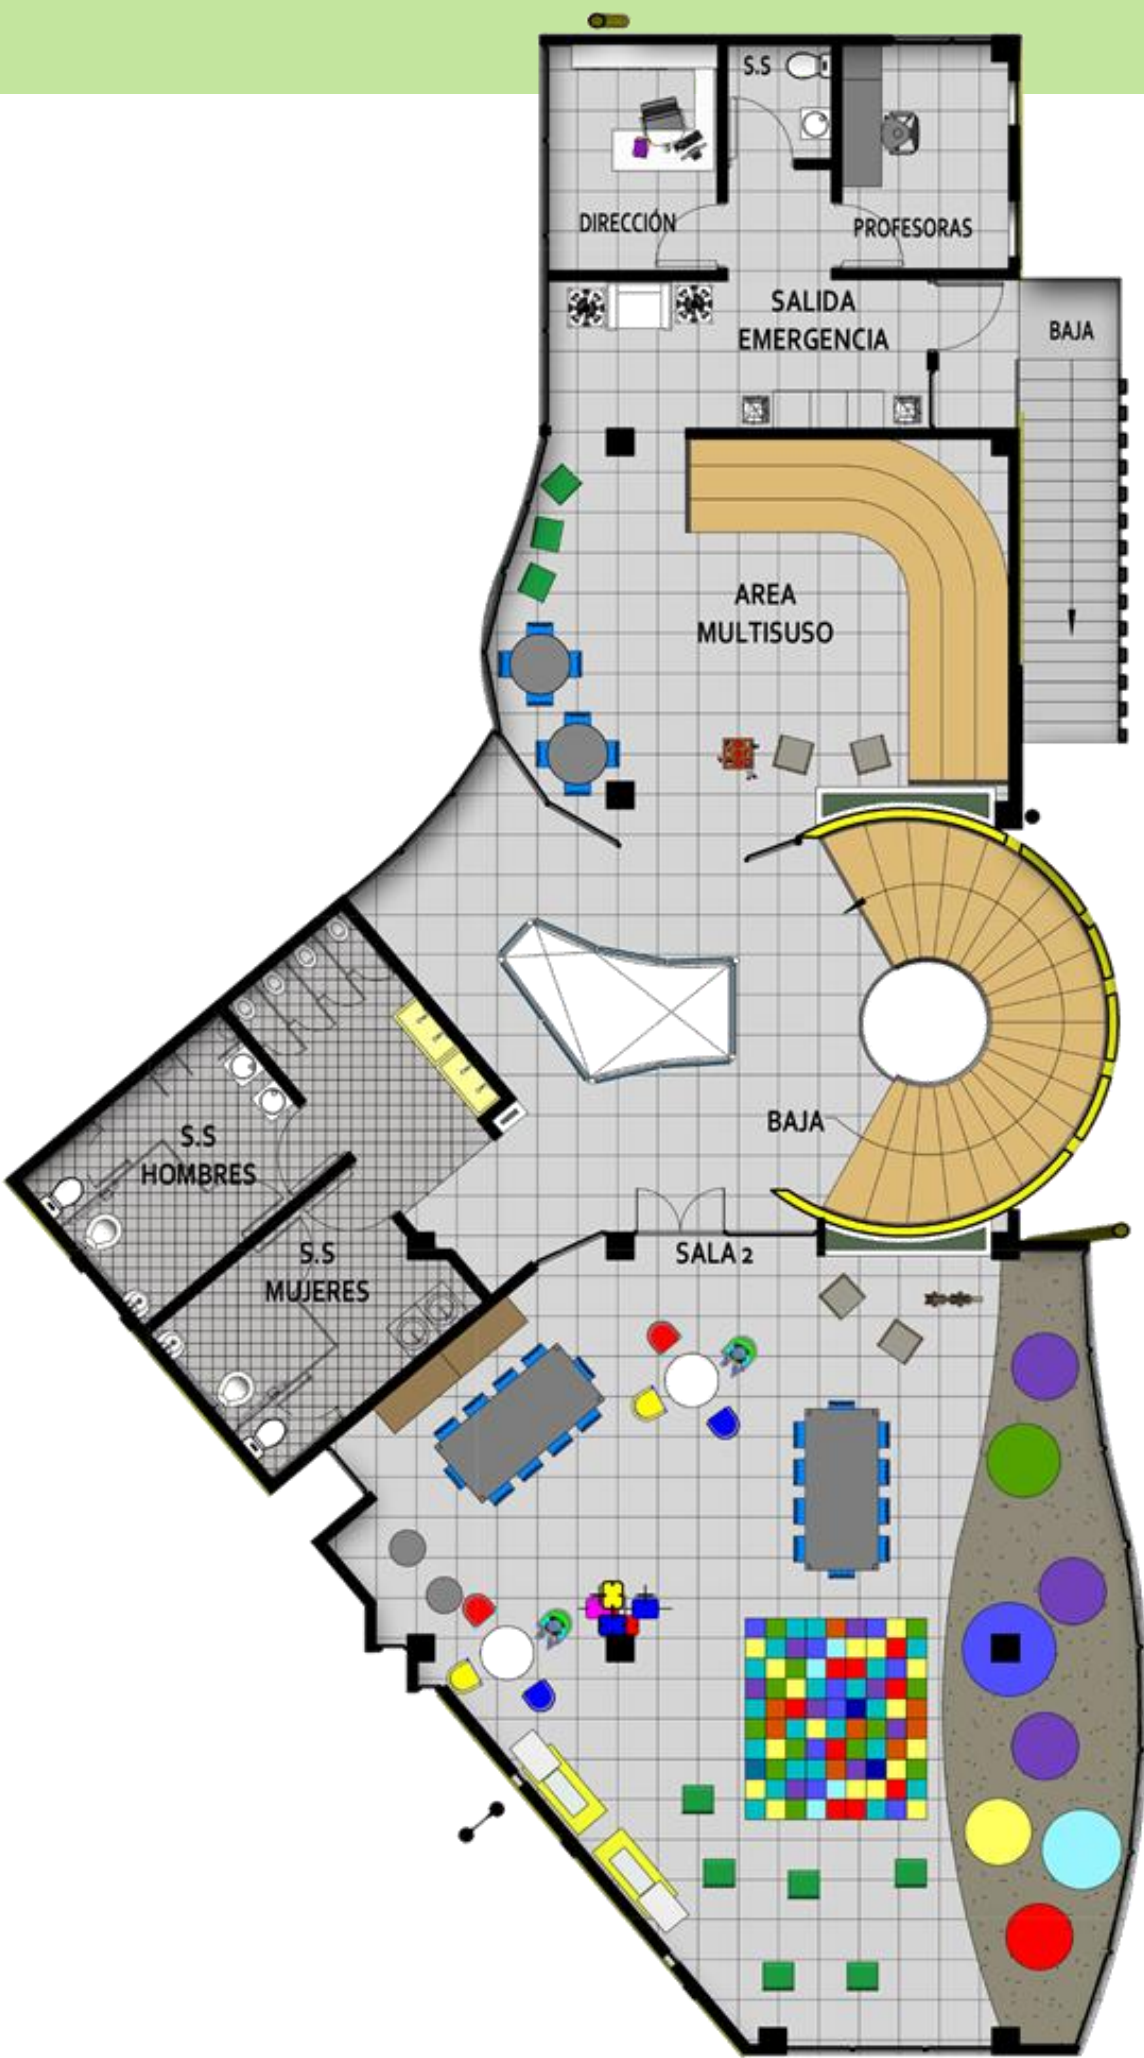 S.S
DIRECCIÓN
PROFESORAS
SALIDA
EMERGENCIA
BAJA
AREA
MULTISUSO
BAJA
S.S
HOMBRES
S.S
MUJERES
SALA 2